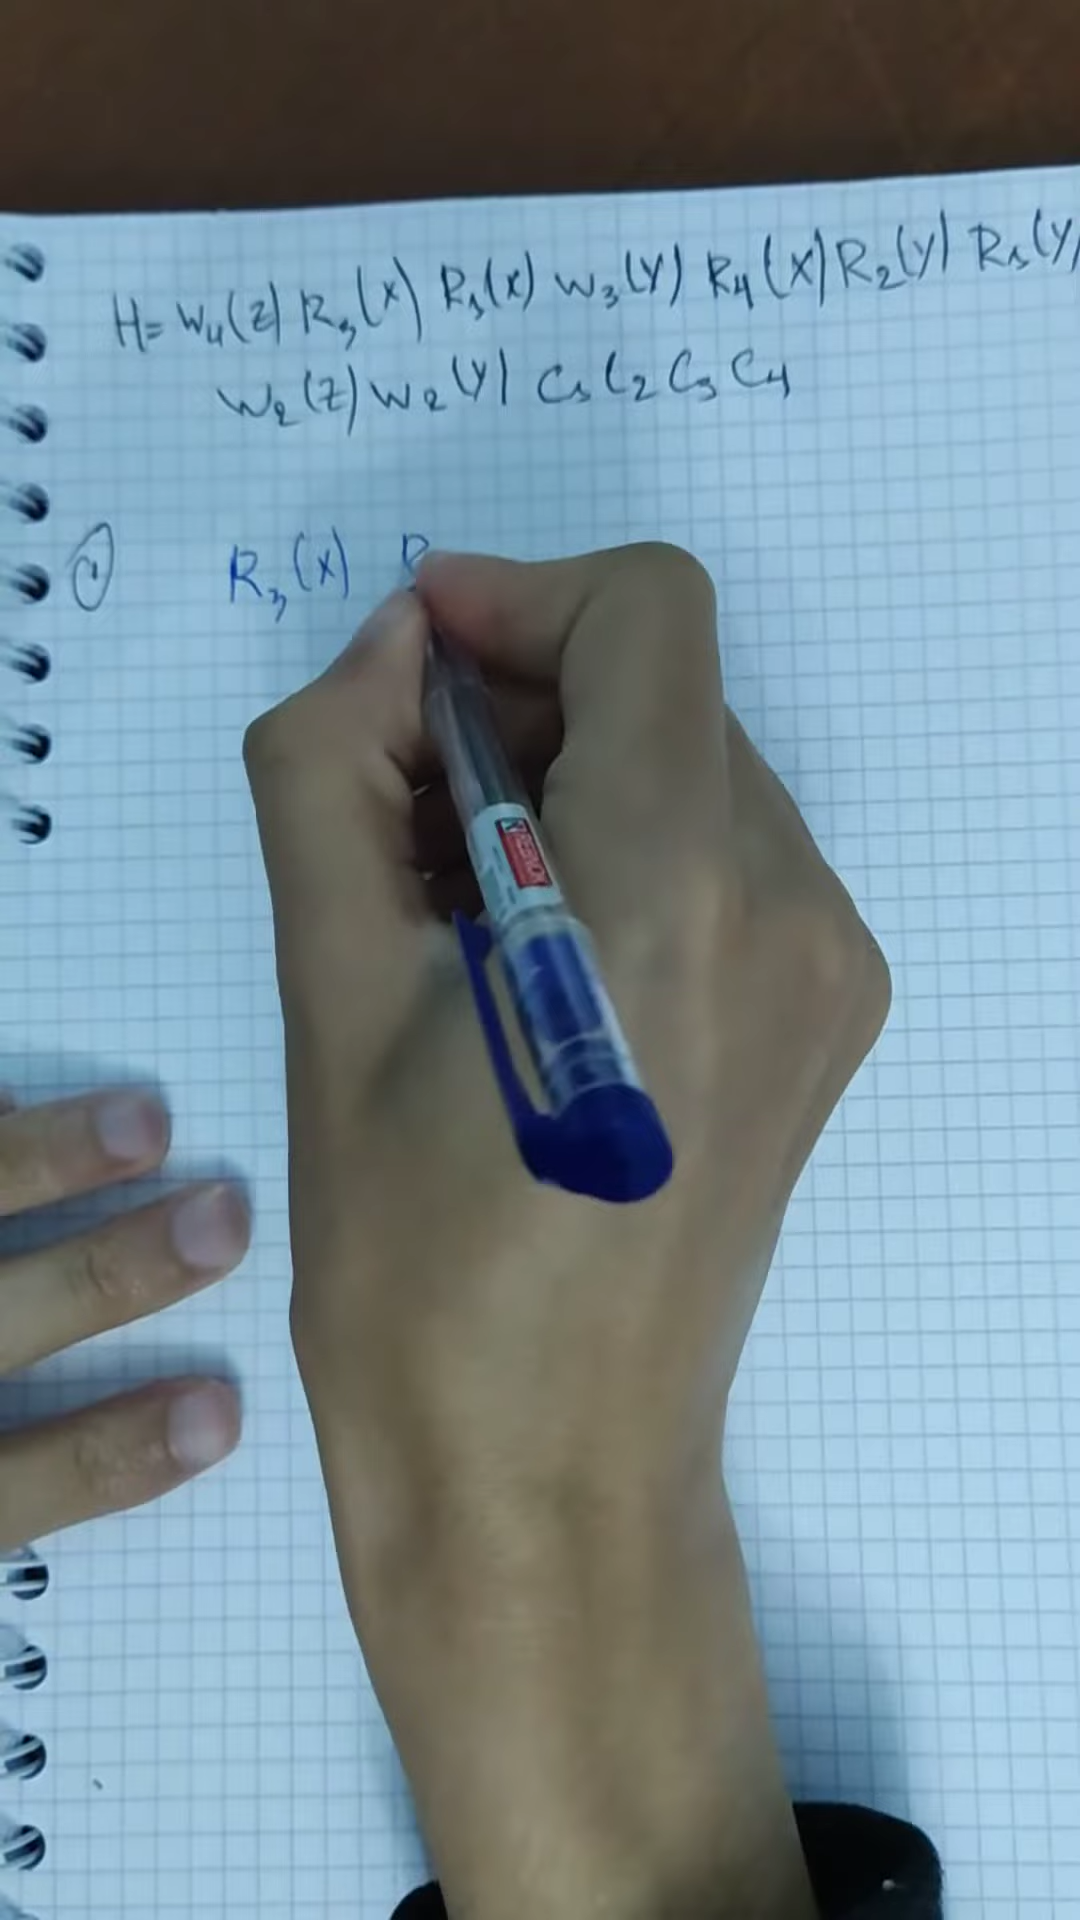 H= W₄(Z) R₃(X) R₁(X) W₃(Y) R₄(X) R₂(Y) R₁(Y)
W₂(Z) W₂(Y) C₁ C₂ C₃ C₄
① R₃(X) R